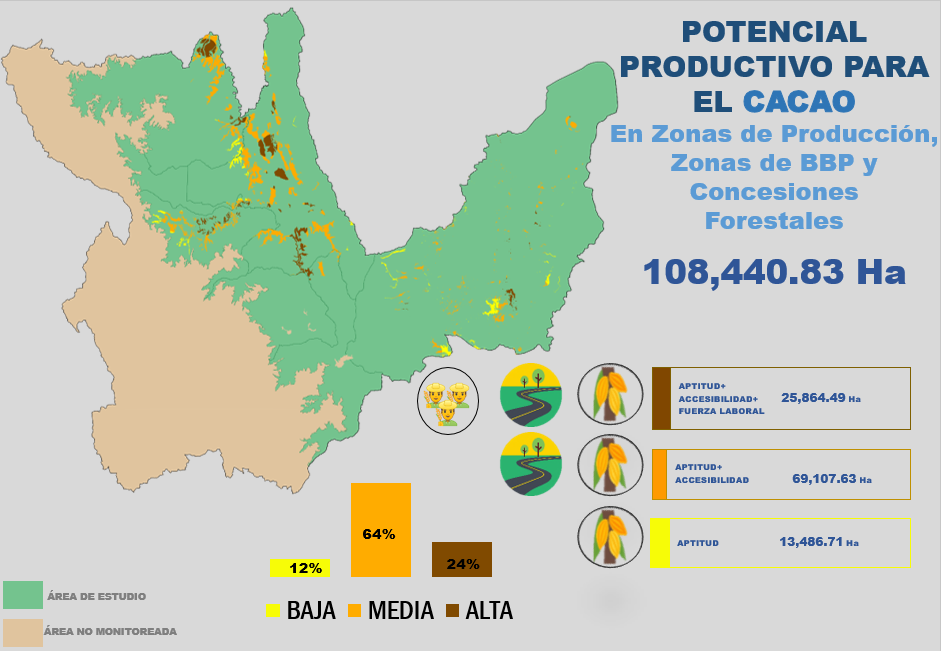 POTENCIAL
PRODUCTIVO PARA
EL CACAO
En Zonas de Producción,
Zonas de BBP y
Concesiones
Forestales
108,440.83 Ha
APTITUD+
ACCESIBILIDAD+
FUERZA LABORAL
25,864.49 Ha
APTITUD+
ACCESIBILIDAD
69,107.63 Ha
APTITUD
13,486.71 Ha
64%
24%
12%
BAJA MEDIA ALTA
ÁREA DE ESTUDIO
ÁREA NO MONITOREADA